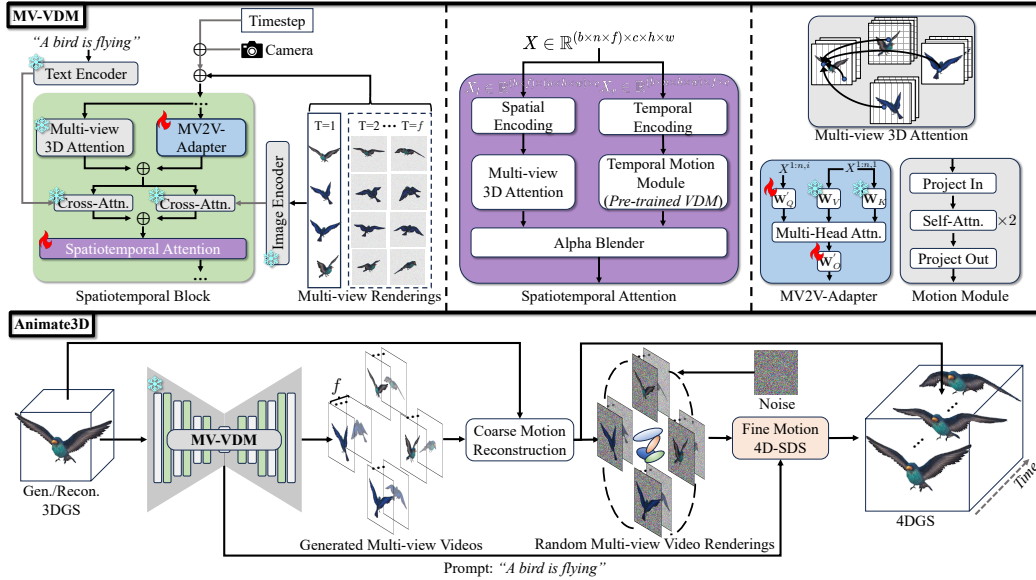 MV-VDM
"A bird is flying"
Timestep
Camera
Text Encoder
...
Multi-view
3D Attention
MV2V-
Adapter
Cross-Attn.
Cross-Attn.
Spatiotemporal Attention
...
Spatiotemporal Block
Image Encoder
T=1
T=2 ··· T=f
Multi-view Renderings
X ∈ ℝ^{(b×n×f)×c×h×w}
Spatial
Encoding
Temporal
Encoding
Multi-view
3D Attention
Temporal Motion
Module
(Pre-trained VDM)
Alpha Blender
Spatiotemporal Attention
Multi-view 3D Attention
X^{1:n,i}
X^{1:n,1}
W'_Q
W_V
W_K
Multi-Head Attn.
W'_O
MV2V-Adapter
Project In
Self-Attn.
×2
Project Out
Motion Module
Animate3D
Gen./Recon.
3DGS
MV-VDM
f
...
...
...
...
Generated Multi-view Videos
Coarse Motion
Reconstruction
...
...
...
...
Random Multi-view Video Renderings
Noise
Fine Motion
4D-SDS
...
...
Time
4DGS
Prompt: "A bird is flying"